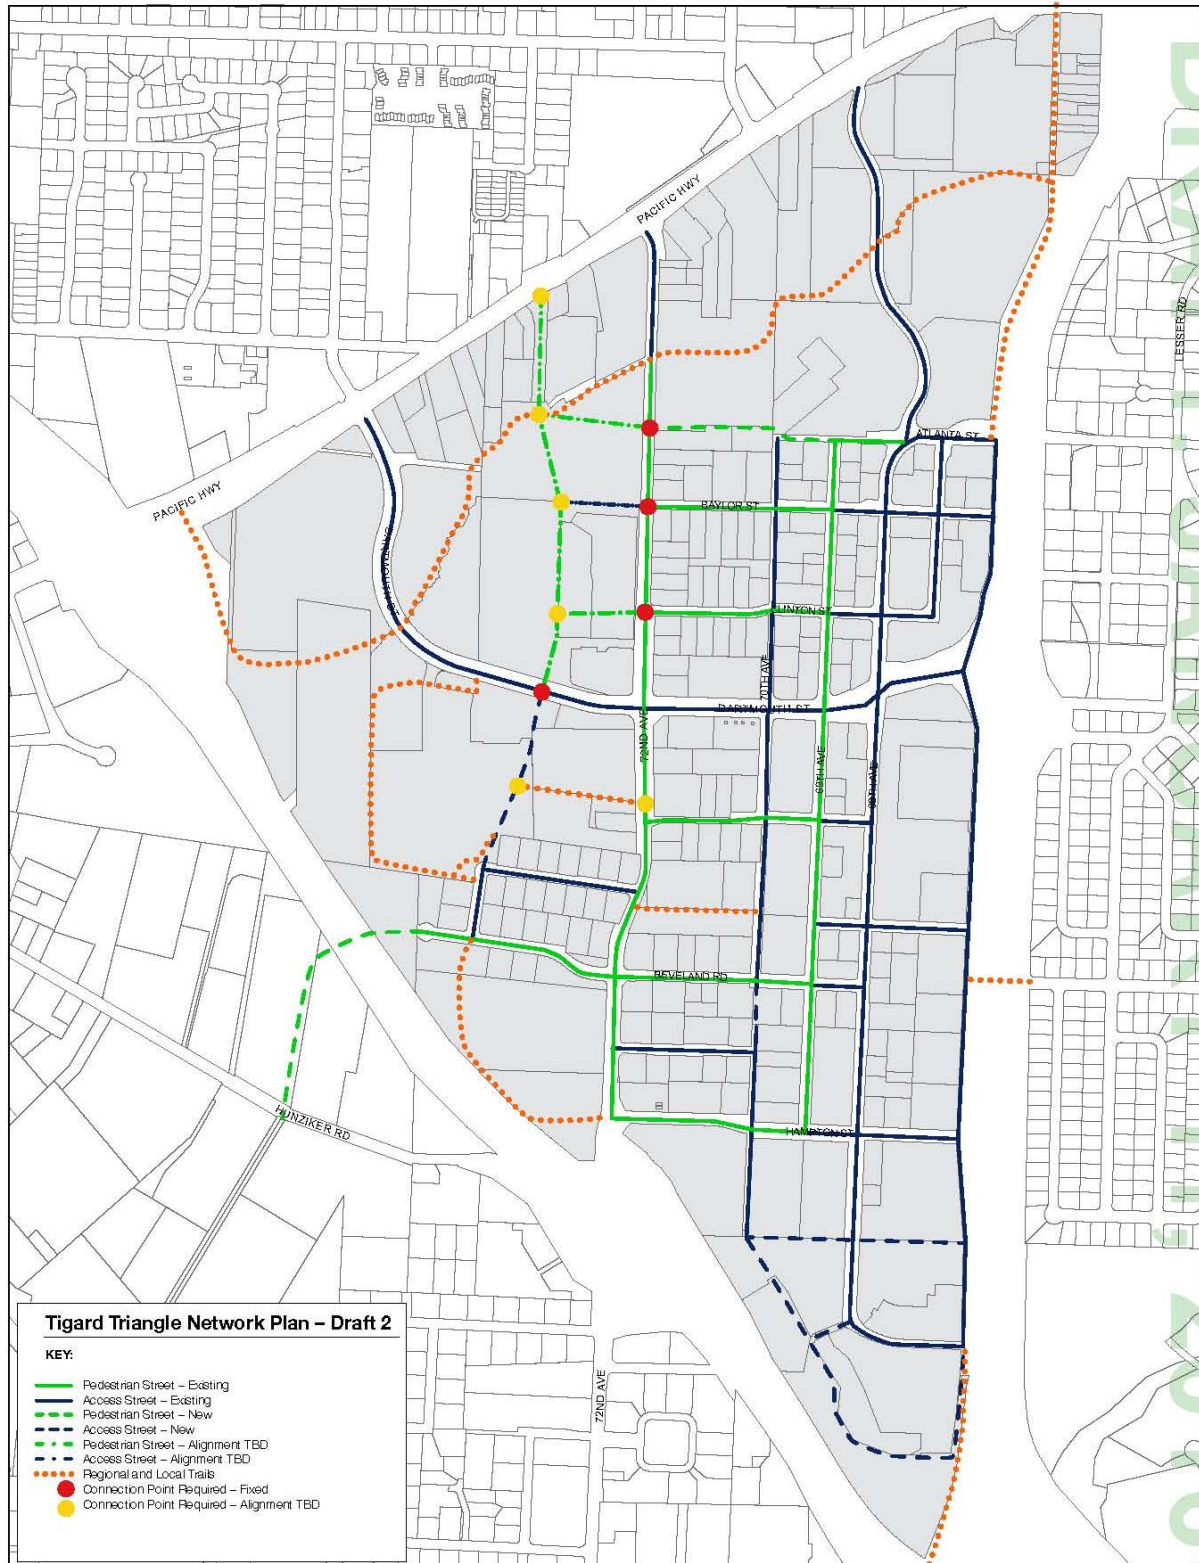 PACIFIC HWY
LESSER RD
ATLANTA ST
PACIFIC HWY
BAYLOR ST
DARTMOUTH ST
CLINTON ST
70TH AVE
DARTMOUTH ST
72ND AVE
69TH AVE
68TH AVE
BEVELAND RD
HUNZIKER RD
HAMPTON ST
72ND AVE
Tigard Triangle Network Plan – Draft 2
KEY:
Pedestrian Street – Existing
Access Street – Existing
Pedestrian Street – New
Access Street – New
Pedestrian Street – Alignment TBD
Access Street – Alignment TBD
Regional and Local Trails
Connection Point Required – Fixed
Connection Point Required – Alignment TBD